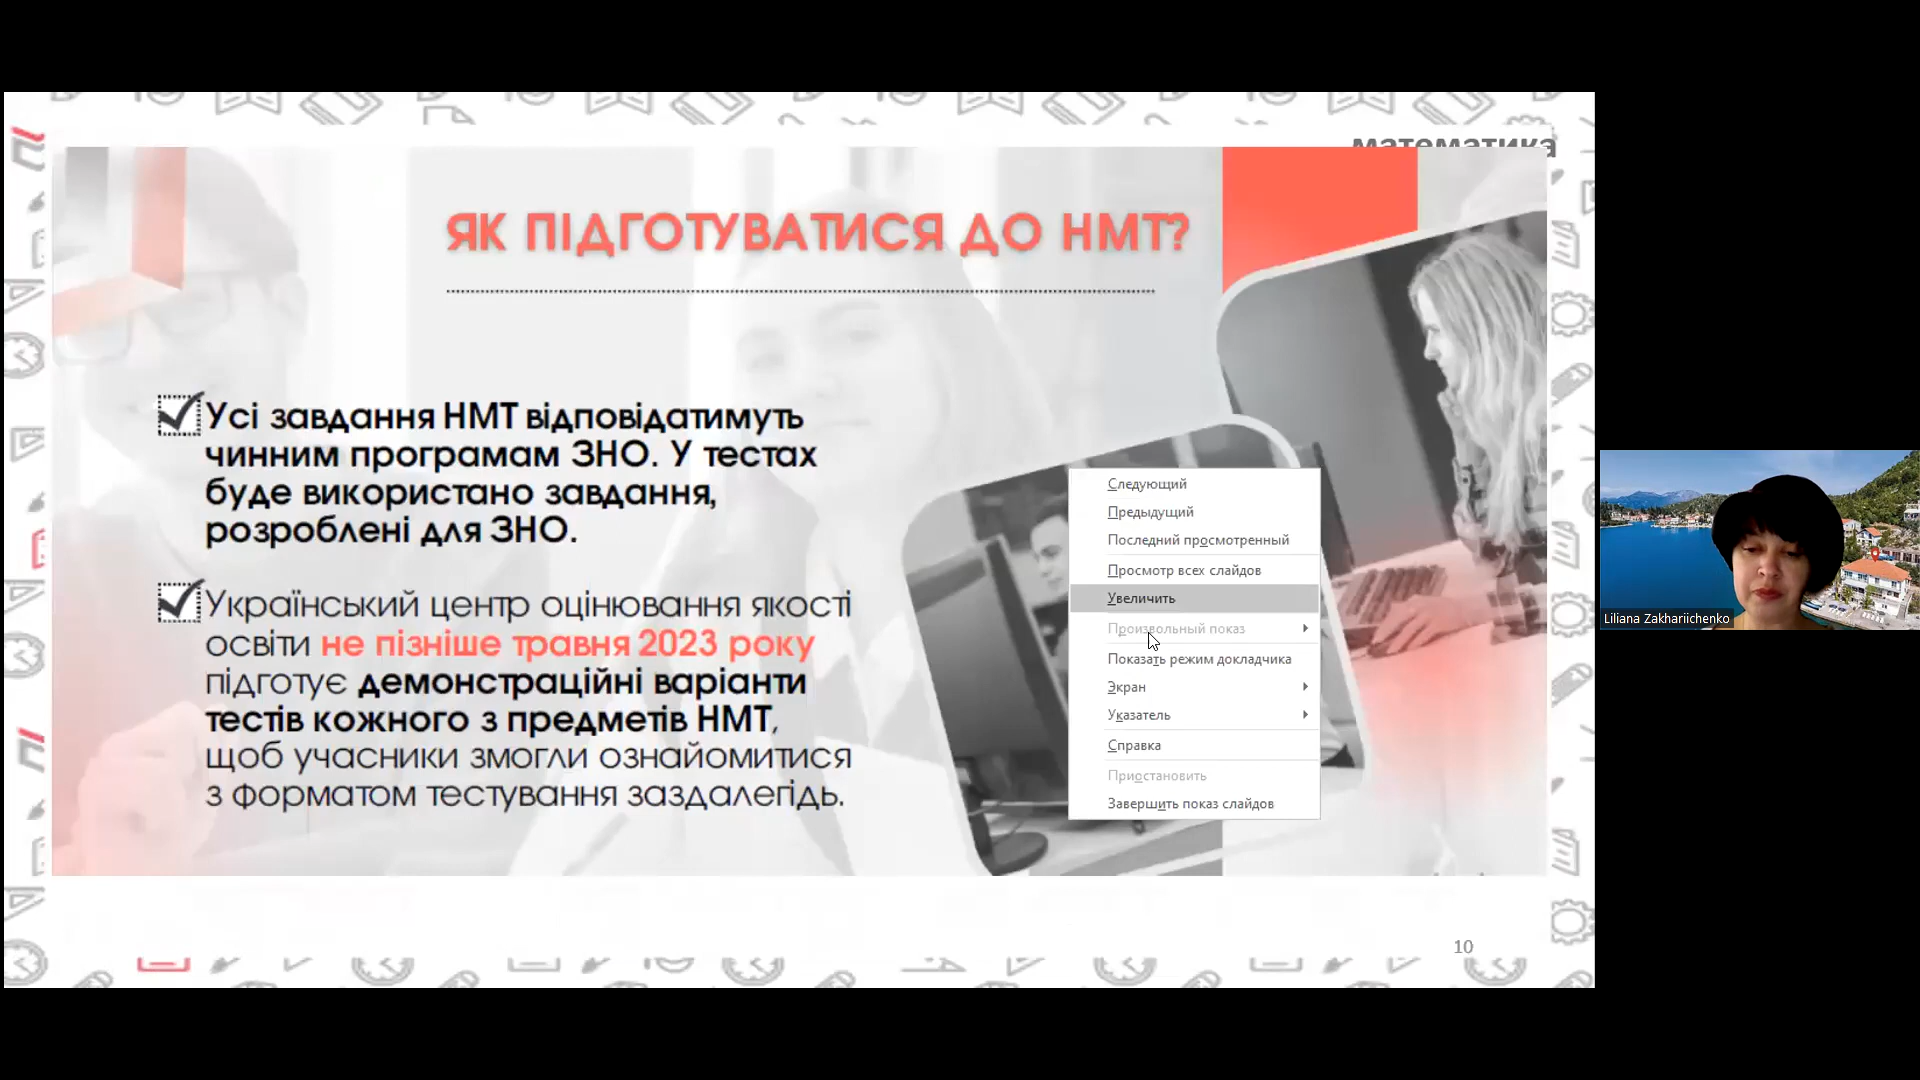 математика
ЯК ПІДГОТУВАТИСЯ ДО НМТ?
Усі завдання НМТ відповідатимуть
чинним програмам ЗНО. У тестах
буде використано завдання,
розроблені для ЗНО.
Український центр оцінювання якості
освіти не пізніше травня 2023 року
підготує демонстраційні варіанти
тестів кожного з предметів НМТ,
щоб учасники змогли ознайомитися
з форматом тестування заздалегідь.
Следующий
Предыдущий
Последний просмотренный
Просмотр всех слайдов
Увеличить
Произвольный показ
Показать режим докладчика
Экран
Указатель
Справка
Приостановить
Завершить показ слайдов
10
Liliana Zakhariichenko